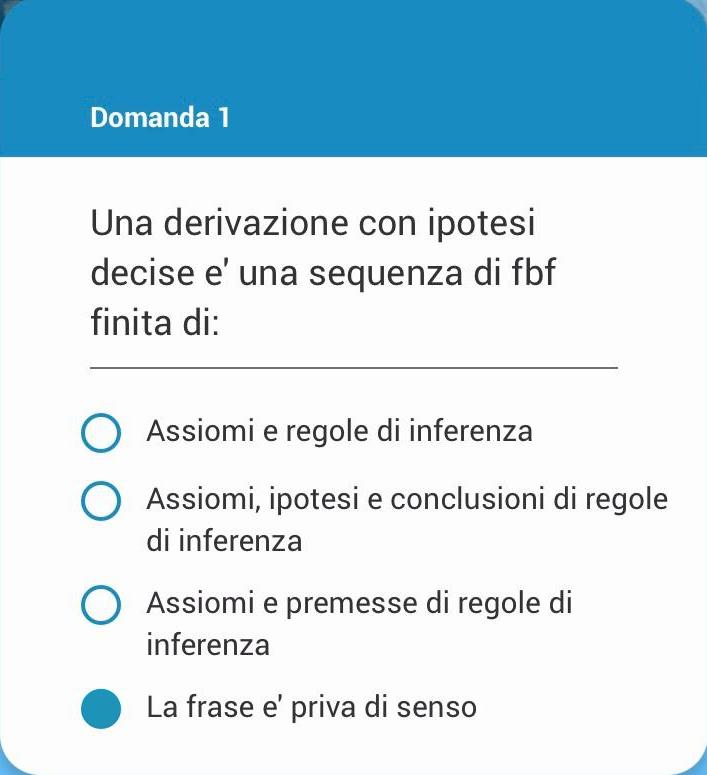 Domanda 1
Una derivazione con ipotesi
decise e' una sequenza di fbf
finita di:
Assiomi e regole di inferenza
Assiomi, ipotesi e conclusioni di regole
di inferenza
Assiomi e premesse di regole di
inferenza
La frase e' priva di senso